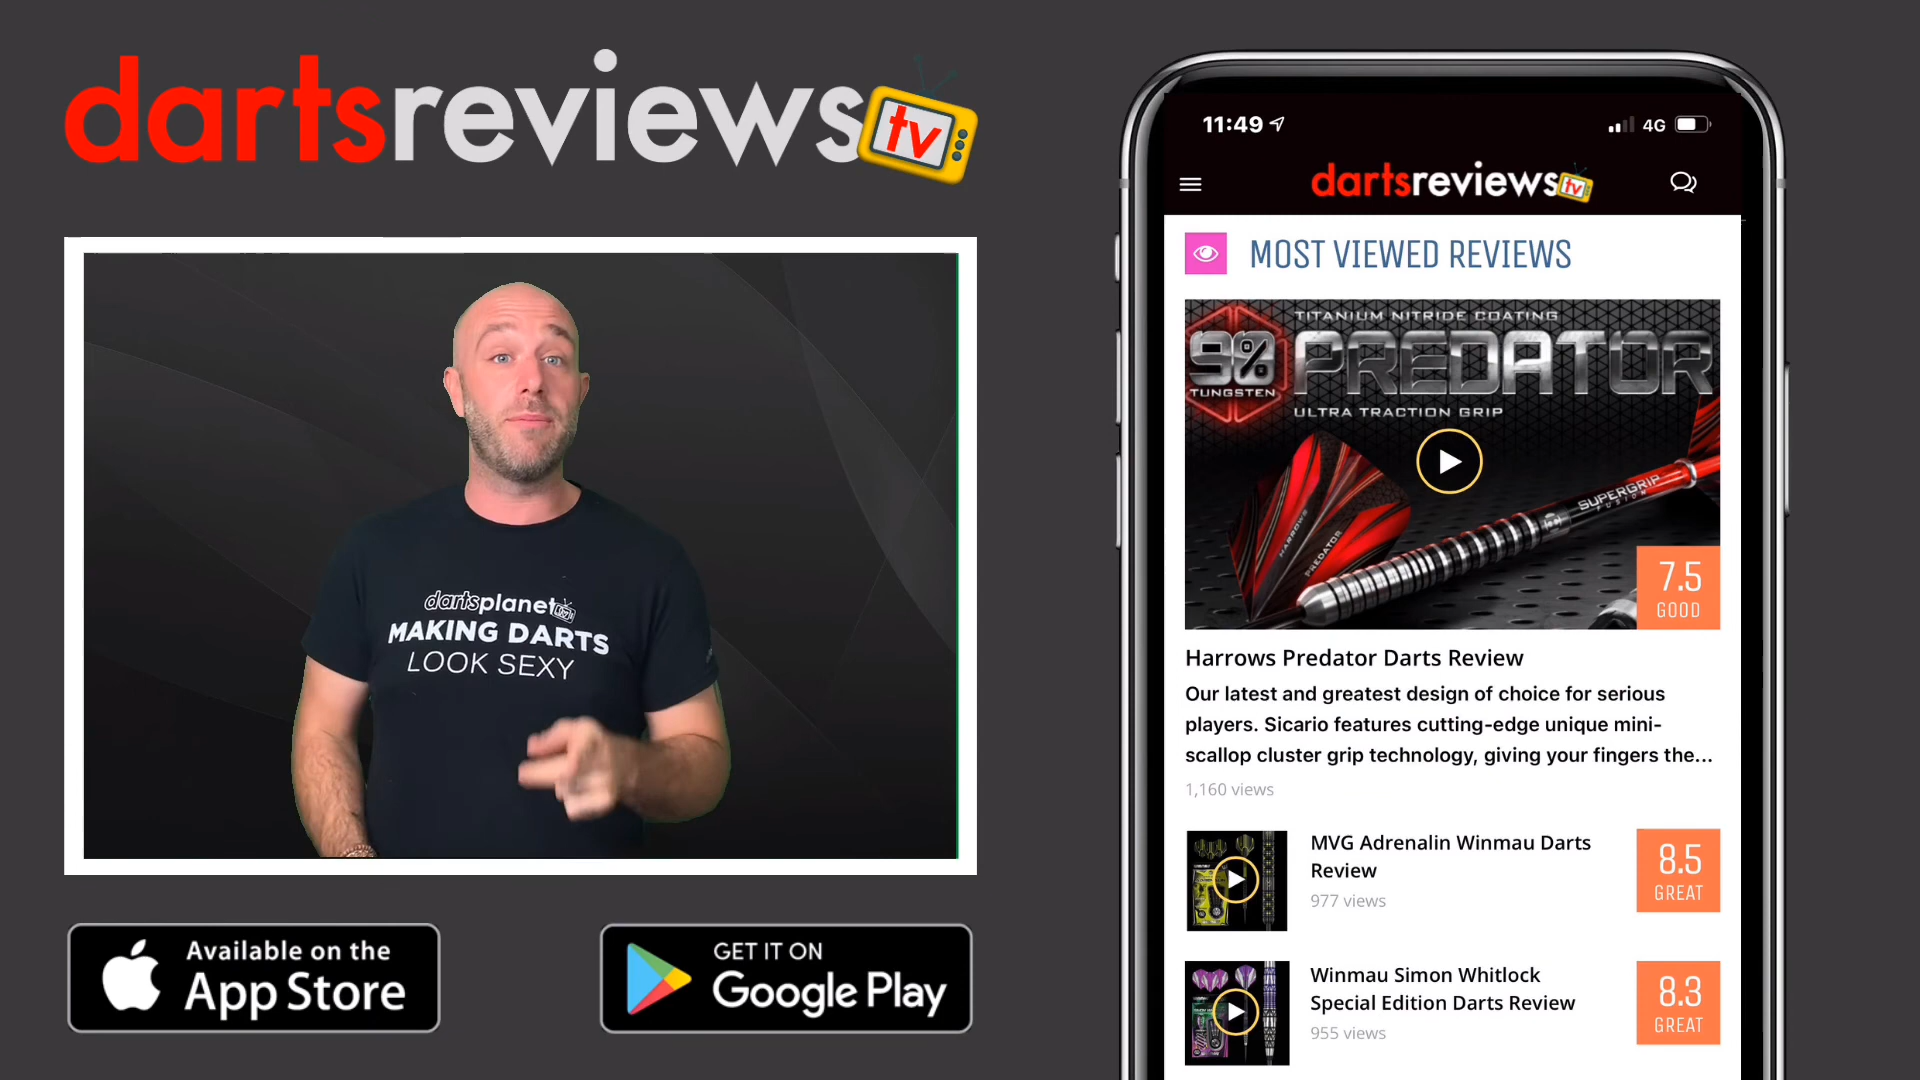 dartsreviews tv
dartsplanet
MAKING DARTS
LOOK SEXY
Available on the
App Store
GET IT ON
Google Play
11:49
4G
dartsreviews tv
MOST VIEWED REVIEWS
TITANIUM NITRIDE COATING
90% PREDATOR
TUNGSTEN
ULTRA TRACTION GRIP
SUPERGRIP
FUSION
HARROWS
PREDATOR
7.5
GOOD
Harrows Predator Darts Review
Our latest and greatest design of choice for serious
players. Sicario features cutting-edge unique mini-
scallop cluster grip technology, giving your fingers the...
1,160 views
MVG Adrenalin Winmau Darts
Review
977 views
8.5
GREAT
Winmau Simon Whitlock
Special Edition Darts Review
955 views
8.3
GREAT